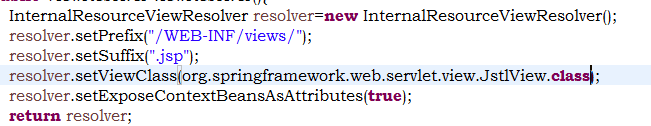 InternalResourceViewResolver resolver=new InternalResourceViewResolver();
resolver.setPrefix("/WEB-INF/views/");
resolver.setSuffix(".jsp");
resolver.setViewClass(org.springframework.web.servlet.view.JstlView.class);
resolver.setExposeContextBeansAsAttributes(true);
return resolver;